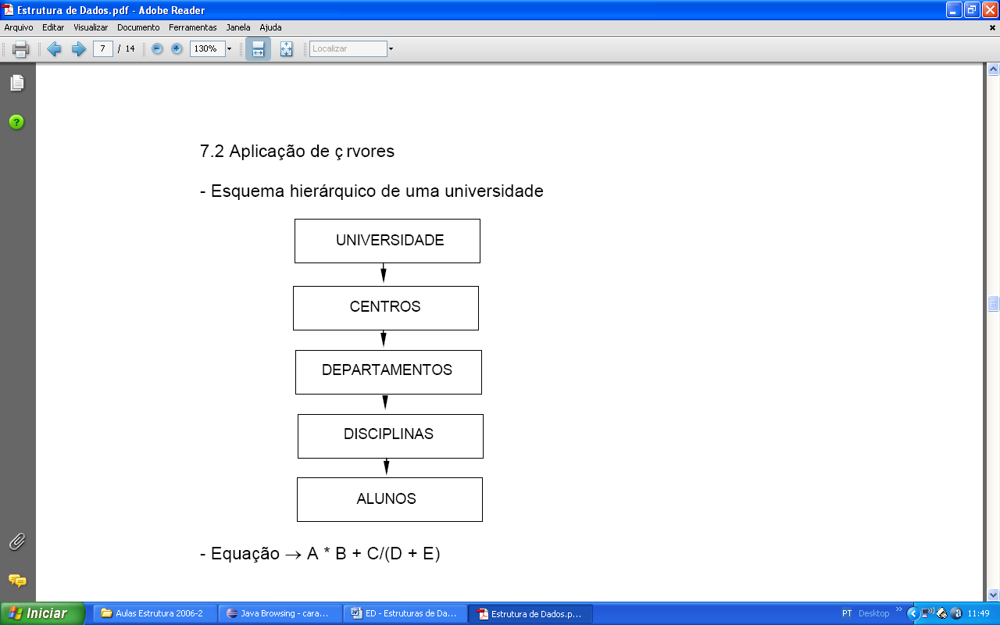 Estrutura de Dados.pdf - Adobe Reader
Arquivo Editar Visualizar Documento Ferramentas Janela Ajuda
7 / 14 130% Localizar
7.2 Aplicação de ç rvores
- Esquema hierárquico de uma universidade
UNIVERSIDADE
CENTROS
DEPARTAMENTOS
DISCIPLINAS
ALUNOS
- Equação → A * B + C/(D + E)
Iniciar Aulas Estrutura 2006-2 Java Browsing - cara... ED - Estruturas de Da... Estrutura de Dados.p... PT Desktop » 11:49